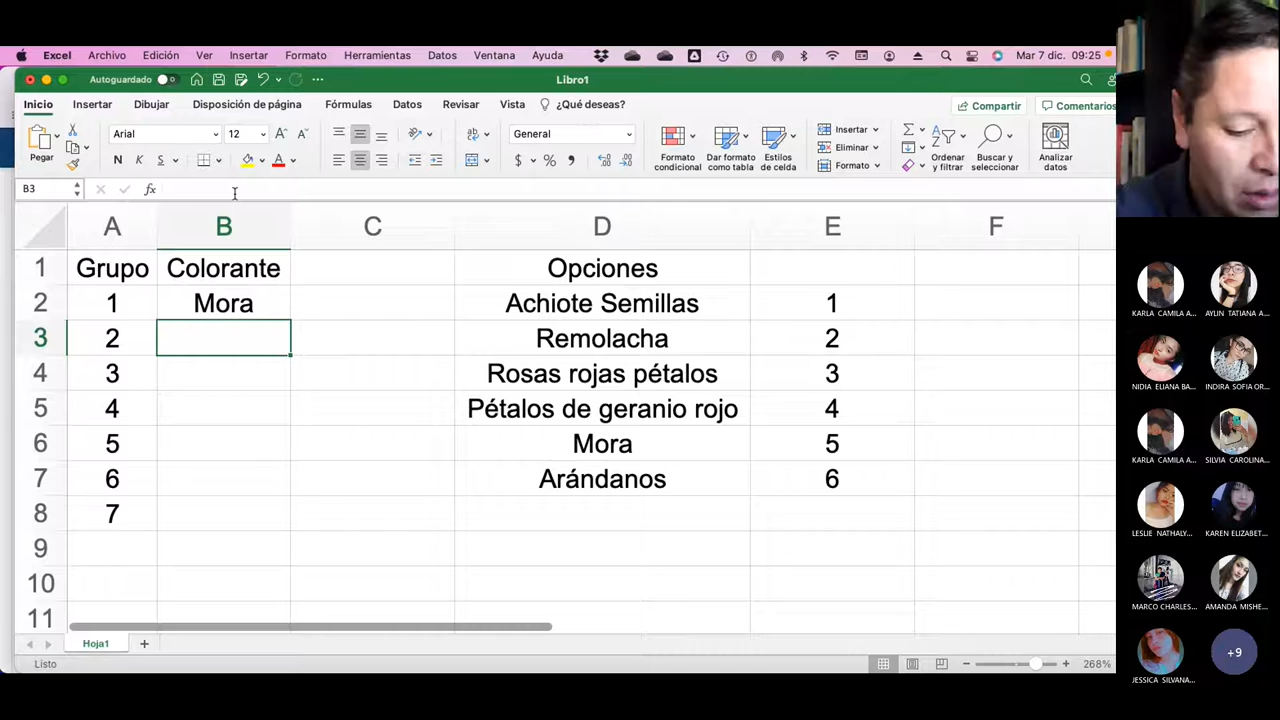 Excel Archivo Edición Ver Insertar Formato Herramientas Datos Ventana Ayuda Mar 7 dic. 09:25
Autoguardado Libro1
Inicio Insertar Dibujar Disposición de página Fórmulas Datos Revisar Vista ¿Qué deseas? Compartir Comentarios
Pegar Arial 12 General Formato condicional Dar formato como tabla Estilos de celda Insertar Eliminar Formato Ordenar y filtrar Buscar y seleccionar Analizar datos
N K S $ % 
B3 fx
A B C D E F
1 Grupo Colorante Opciones
2 1 Mora Achiote Semillas 1
3 2 Remolacha 2
4 3 Rosas rojas pétalos 3
5 4 Pétalos de geranio rojo 4
6 5 Mora 5
7 6 Arándanos 6
8 7
9
10
11
Hoja1
Listo 268%
KARLA CAMILA A... AYLIN TATIANA A...
NIDIA ELIANA BA... INDIRA SOFIA OR...
KARLA CAMILA A... SILVIA CAROLINA...
LESLIE NATHALY... KAREN ELIZABET...
MARCO CHARLES... AMANDA MISHE...
JESSICA SILVANA... +9